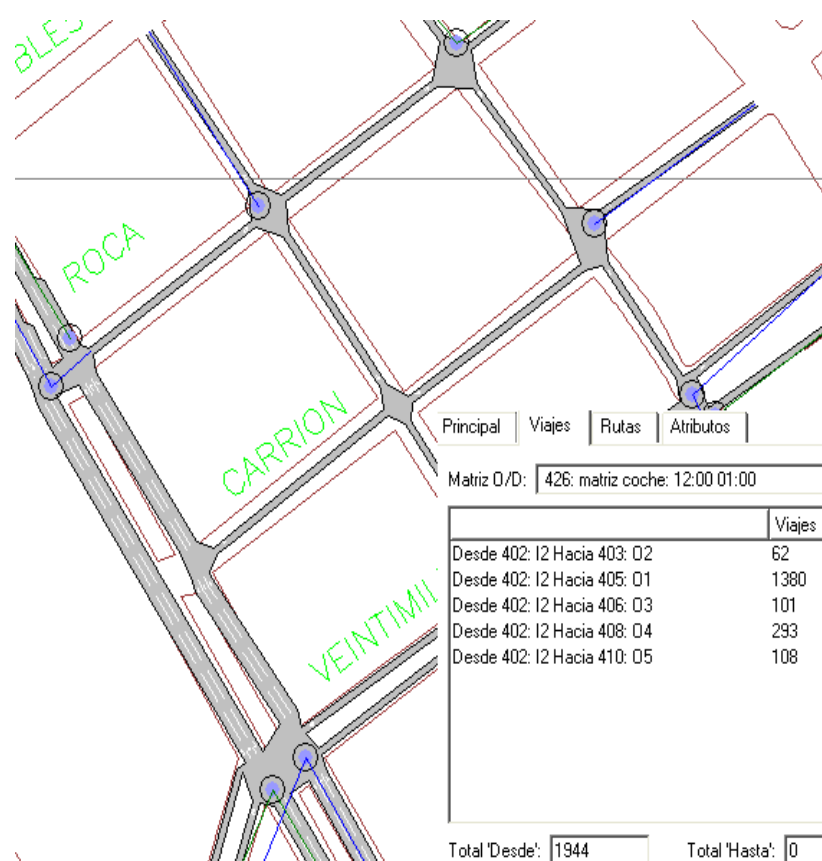 BLES
ROCA
CARRION
VEINTIMIL
Principal Viajes Rutas Atributos
Matriz O/D: 426: matriz coche: 12:00 01:00
Viajes
Desde 402: I2 Hacia 403: O2 62
Desde 402: I2 Hacia 405: O1 1380
Desde 402: I2 Hacia 406: O3 101
Desde 402: I2 Hacia 408: O4 293
Desde 402: I2 Hacia 410: O5 108
Total 'Desde': 1944 Total 'Hasta': 0